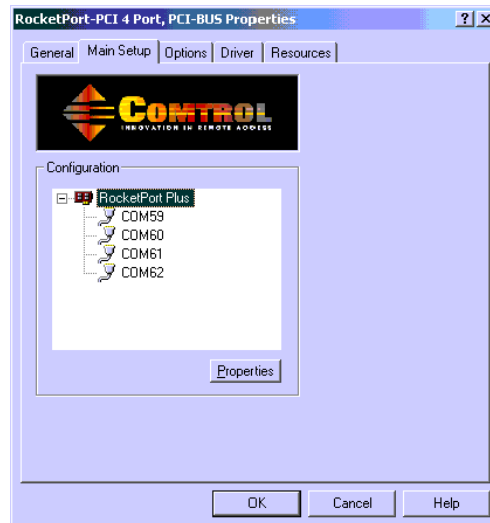 RocketPort-PCI 4 Port, PCI-BUS Properties
General Main Setup Options Driver Resources
COMTROL
INNOVATION IN REMOTE ACCESS
Configuration
RocketPort Plus
COM59
COM60
COM61
COM62
Properties
OK Cancel Help